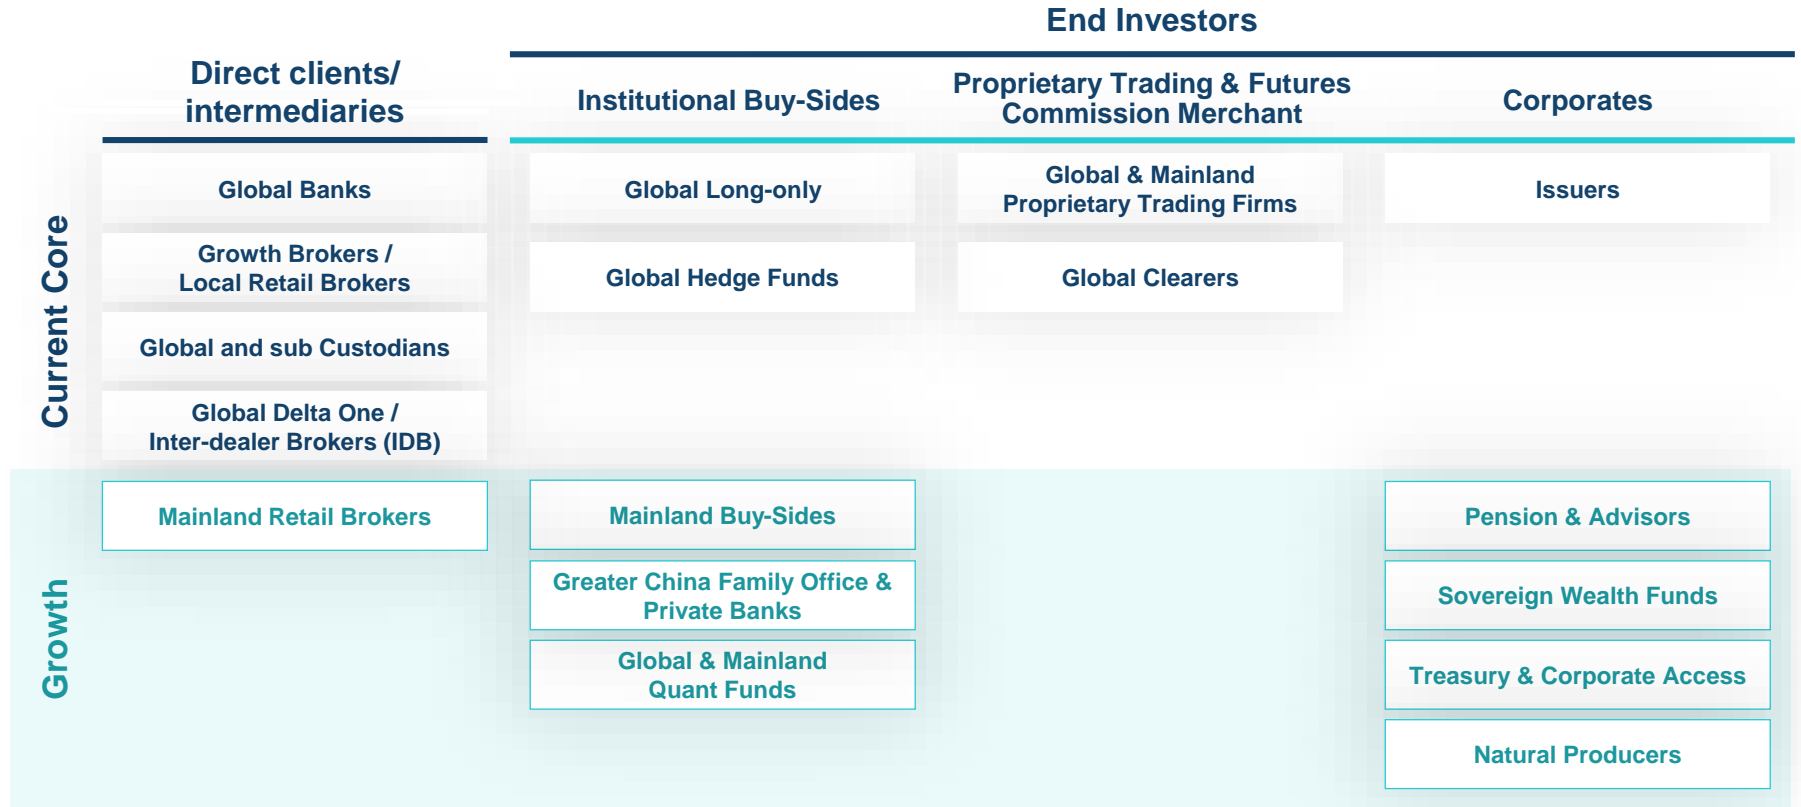 End Investors
Direct clients/
intermediaries
Institutional Buy-Sides
Proprietary Trading & Futures
Commission Merchant
Corporates
Current Core
Global Banks
Global Long-only
Global & Mainland
Proprietary Trading Firms
Issuers
Growth Brokers /
Local Retail Brokers
Global Hedge Funds
Global Clearers
Global and sub Custodians
Global Delta One /
Inter-dealer Brokers (IDB)
Growth
Mainland Retail Brokers
Mainland Buy-Sides
Pension & Advisors
Greater China Family Office &
Private Banks
Sovereign Wealth Funds
Global & Mainland
Quant Funds
Treasury & Corporate Access
Natural Producers